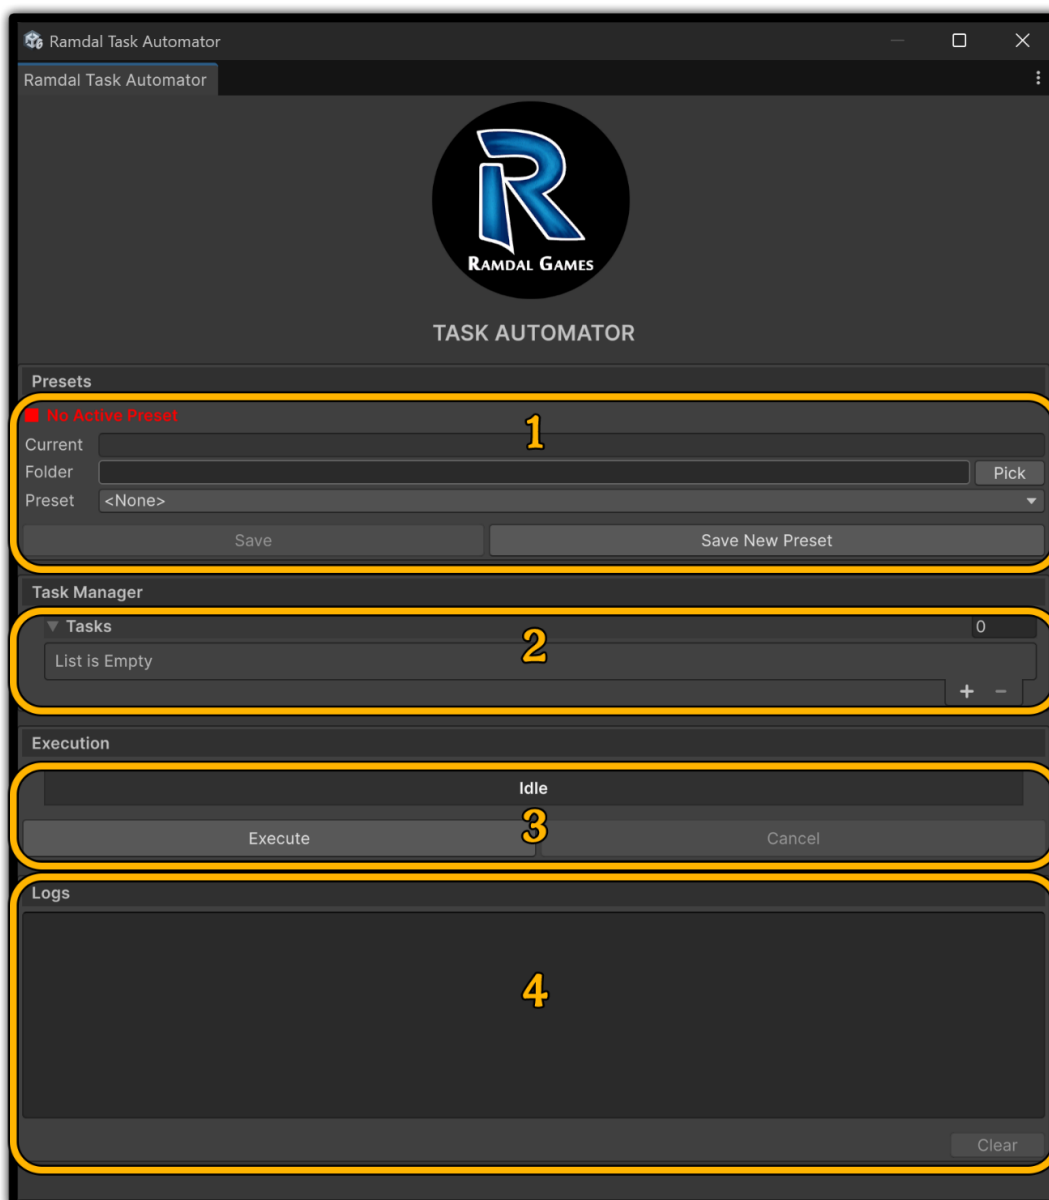 Ramdal Task Automator
Ramdal Task Automator
R
RAMDAL GAMES
TASK AUTOMATOR
Presets
No Active Preset
1
Current
Folder Pick
Preset <None>
Save Save New Preset
Task Manager
Tasks 0
2
List is Empty
+ -
Execution
Idle
3
Execute Cancel
Logs
4
Clear